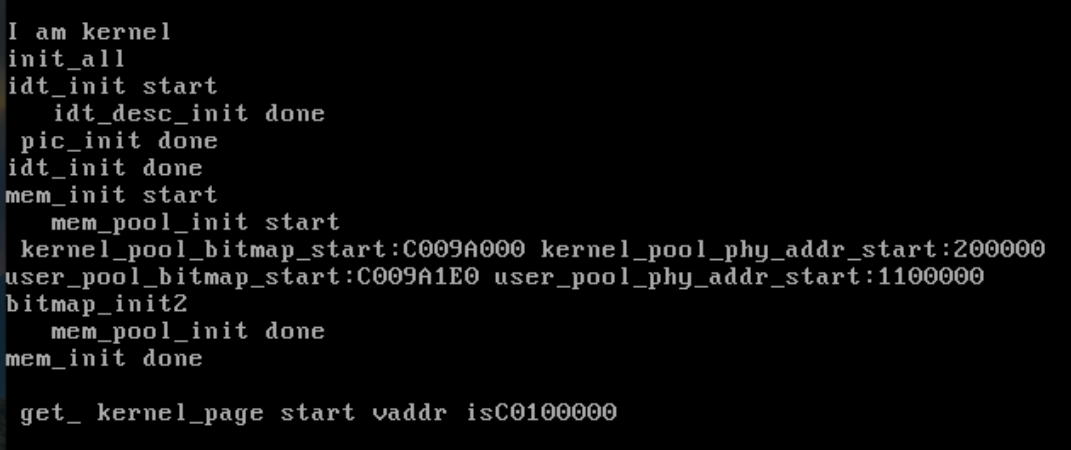 I am kernel
init_all
idt_init start
   idt_desc_init done
 pic_init done
idt_init done
mem_init start
   mem_pool_init start
 kernel_pool_bitmap_start:C009A000 kernel_pool_phy_addr_start:200000
user_pool_bitmap_start:C009A1E0 user_pool_phy_addr_start:1100000
bitmap_init2
   mem_pool_init done
mem_init done
 get_ kernel_page start vaddr isC0100000